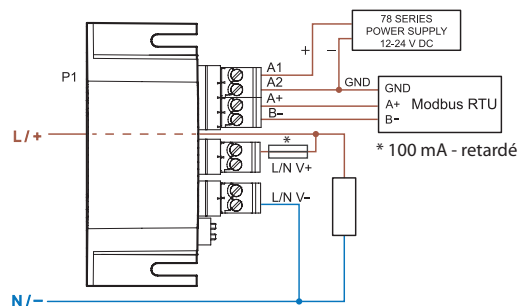 78 SERIES
POWER SUPPLY
12-24 V DC
+
−
P1
A1
A2
GND
GND
A+
A+
Modbus RTU
B−
B−
L/+
*
* 100 mA - retardé
L/N V+
L/N V−
N/−